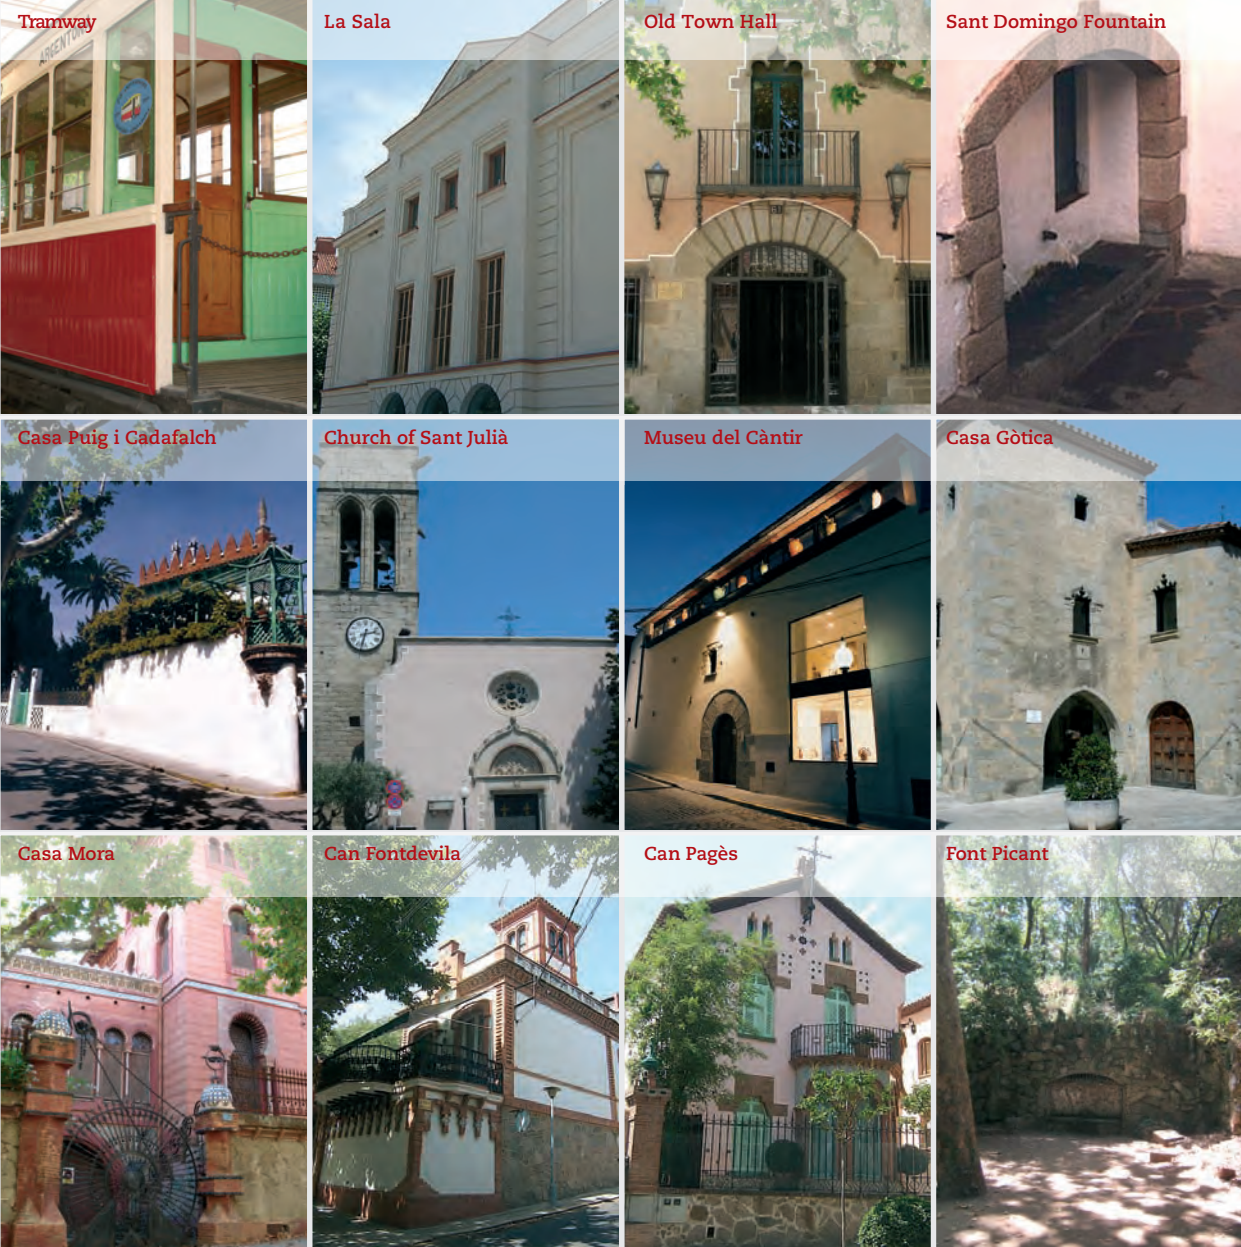 Tramway
La Sala
Old Town Hall
Sant Domingo Fountain
ARGENTONA
Casa Puig i Cadafalch
Church of Sant Julià
Museu del Càntir
Casa Gòtica
Casa Mora
Can Fontdevila
Can Pagès
Font Picant